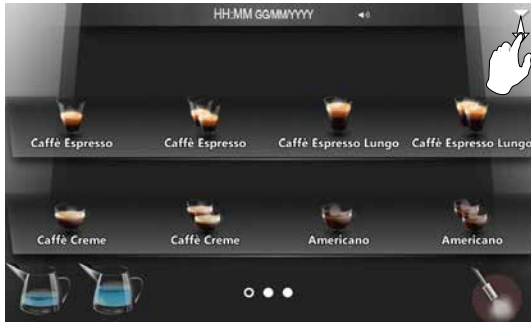 HH:MM GG/MM/YYYY
Caffè Espresso Caffè Espresso Caffè Espresso Lungo Caffè Espresso Lungo
Caffè Creme Caffè Creme Americano Americano